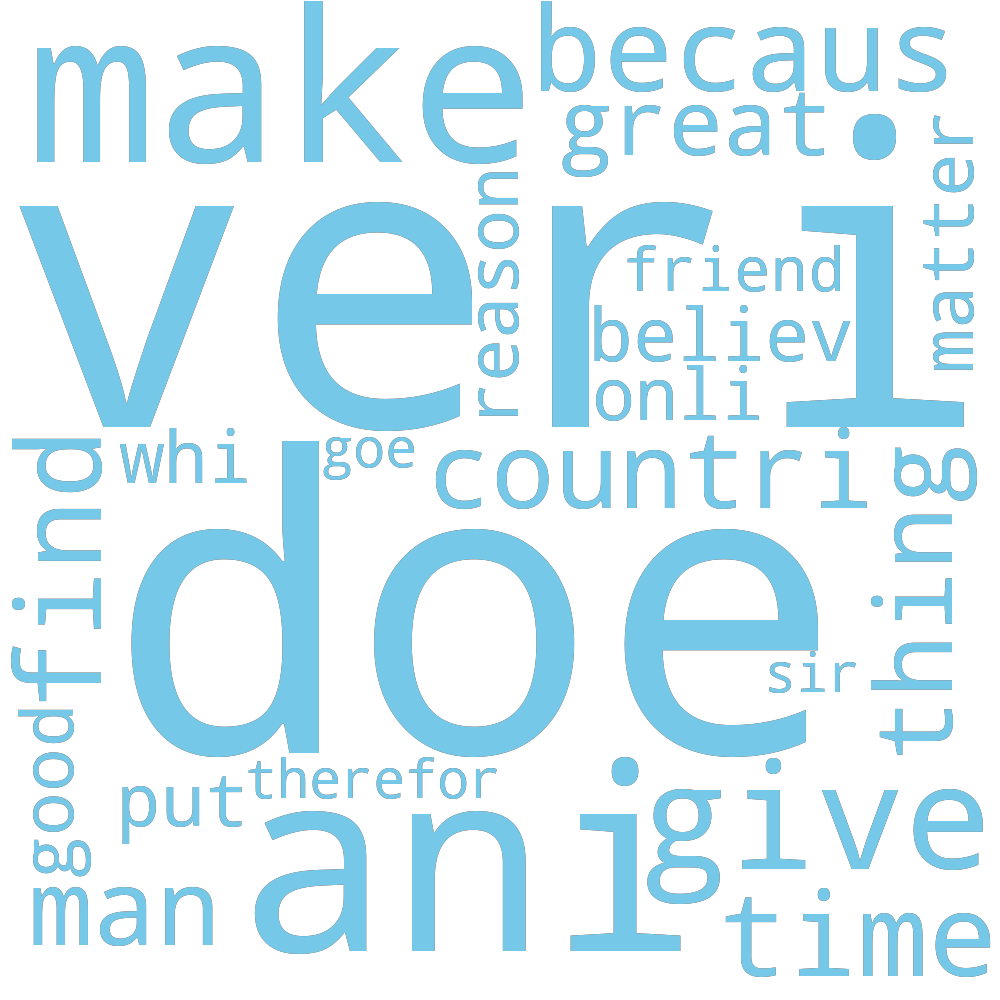 make
becaus
great
matter
veri
reason
friend
believ
onli
find
whi
goe
countri
thing
doe
sir
good
put
therefor
ani
give
man
time